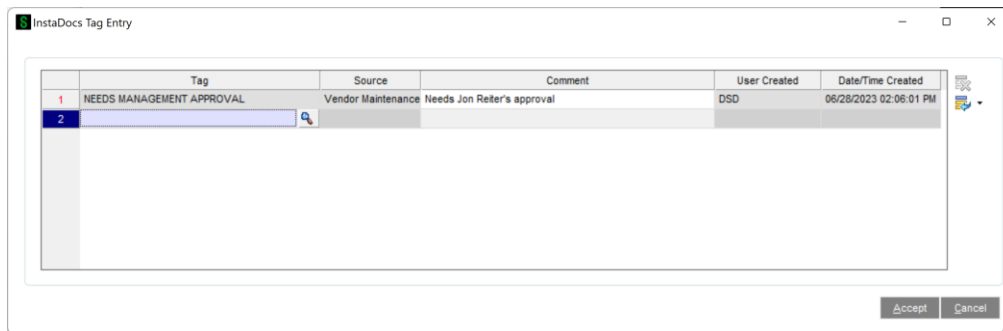 InstaDocs Tag Entry
Tag Source Comment User Created Date/Time Created
1 NEEDS MANAGEMENT APPROVAL Vendor Maintenance Needs Jon Reiter's approval DSD 06/28/2023 02:06:01 PM
2
Accept Cancel